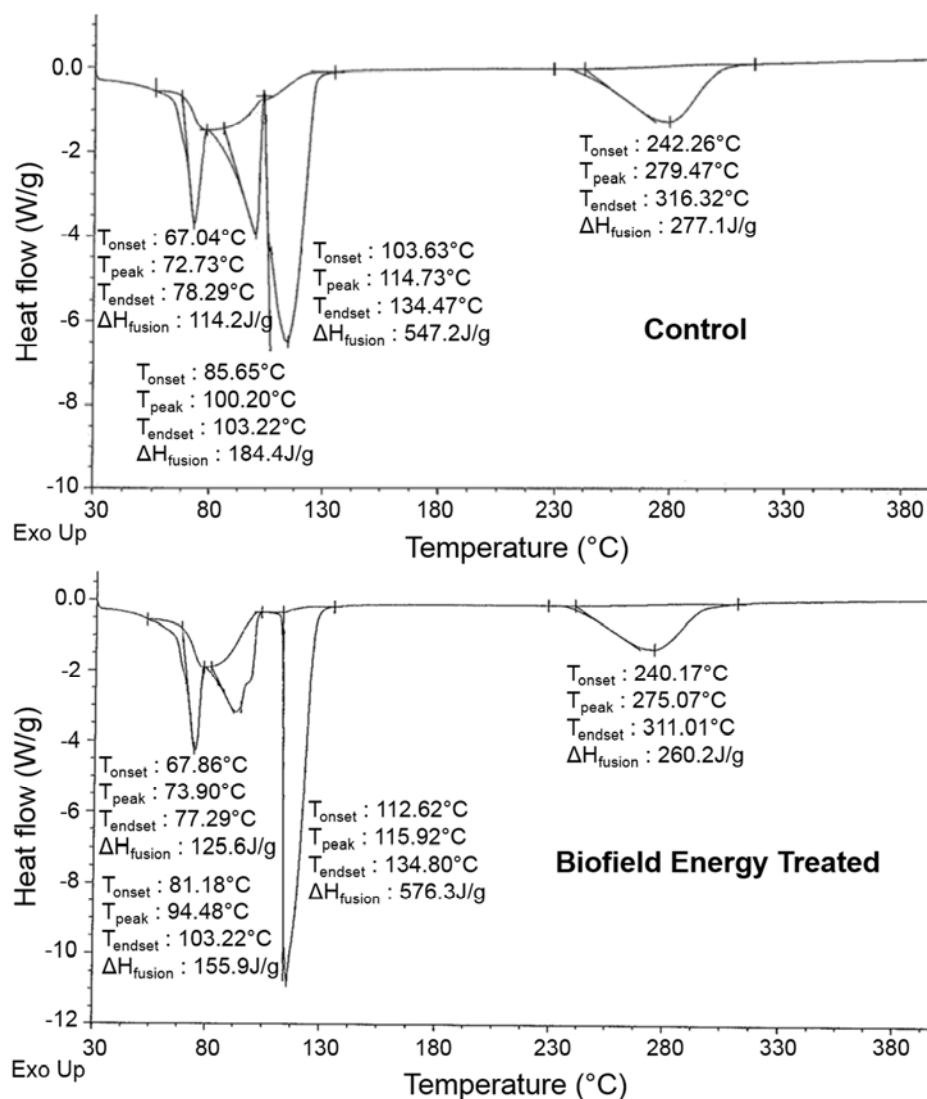 0.0
-2
-4
-6
-8
-10
Heat flow (W/g)
Tonset : 67.04°C
Tpeak : 72.73°C
Tendset : 78.29°C
ΔHfusion : 114.2J/g
Tonset : 85.65°C
Tpeak : 100.20°C
Tendset : 103.22°C
ΔHfusion : 184.4J/g
Tonset : 103.63°C
Tpeak : 114.73°C
Tendset : 134.47°C
ΔHfusion : 547.2J/g
Tonset : 242.26°C
Tpeak : 279.47°C
Tendset : 316.32°C
ΔHfusion : 277.1J/g
Control
30 80 130 180 230 280 330 380
Exo Up
Temperature (°C)
0.0
-2
-4
-6
-8
-10
-12
Heat flow (W/g)
Tonset : 67.86°C
Tpeak : 73.90°C
Tendset : 77.29°C
ΔHfusion : 125.6J/g
Tonset : 81.18°C
Tpeak : 94.48°C
Tendset : 103.22°C
ΔHfusion : 155.9J/g
Tonset : 112.62°C
Tpeak : 115.92°C
Tendset : 134.80°C
ΔHfusion : 576.3J/g
Tonset : 240.17°C
Tpeak : 275.07°C
Tendset : 311.01°C
ΔHfusion : 260.2J/g
Biofield Energy Treated
30 80 130 180 230 280 330 380
Exo Up
Temperature (°C)